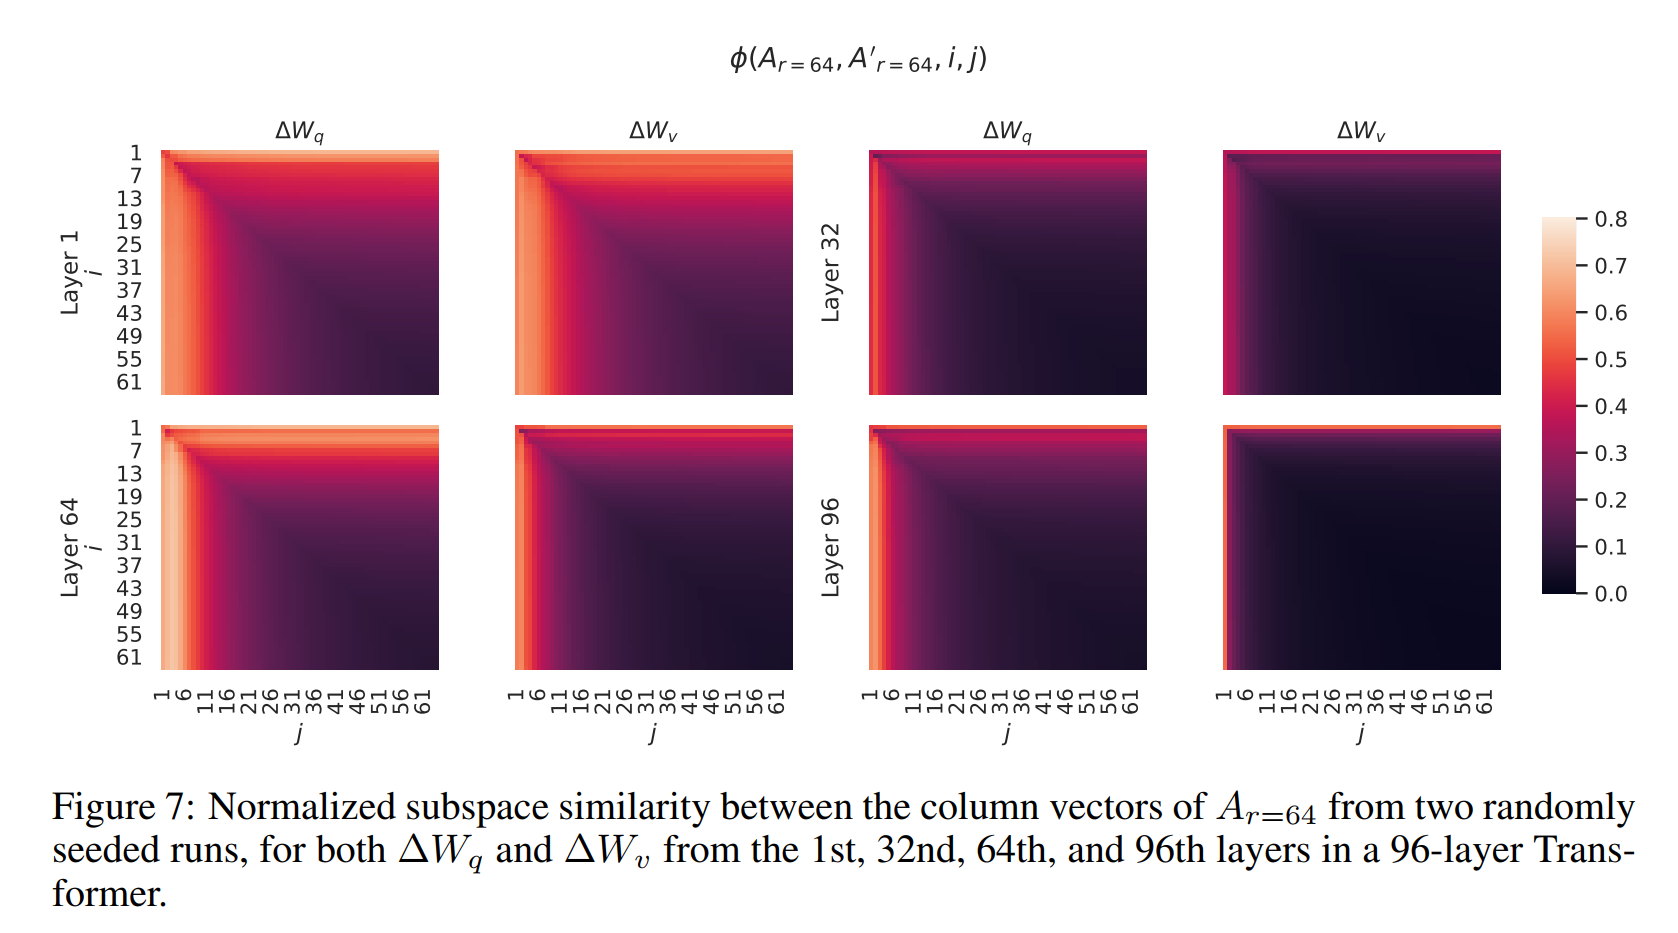 ϕ(A_{r=64}, A′_{r=64}, i, j)
ΔW_q
ΔW_v
ΔW_q
ΔW_v
Layer 1
i
1
7
13
19
25
31
37
43
49
55
61
Layer 32
0.8
0.7
0.6
0.5
0.4
0.3
0.2
0.1
0.0
Layer 64
i
1
7
13
19
25
31
37
43
49
55
61
Layer 96
1 6 11 16 21 26 31 36 41 46 51 56 61
1 6 11 16 21 26 31 36 41 46 51 56 61
1 6 11 16 21 26 31 36 41 46 51 56 61
1 6 11 16 21 26 31 36 41 46 51 56 61
j
j
j
j
Figure 7: Normalized subspace similarity between the column vectors of A_{r=64} from two randomly
seeded runs, for both ΔW_q and ΔW_v from the 1st, 32nd, 64th, and 96th layers in a 96-layer Trans-
former.